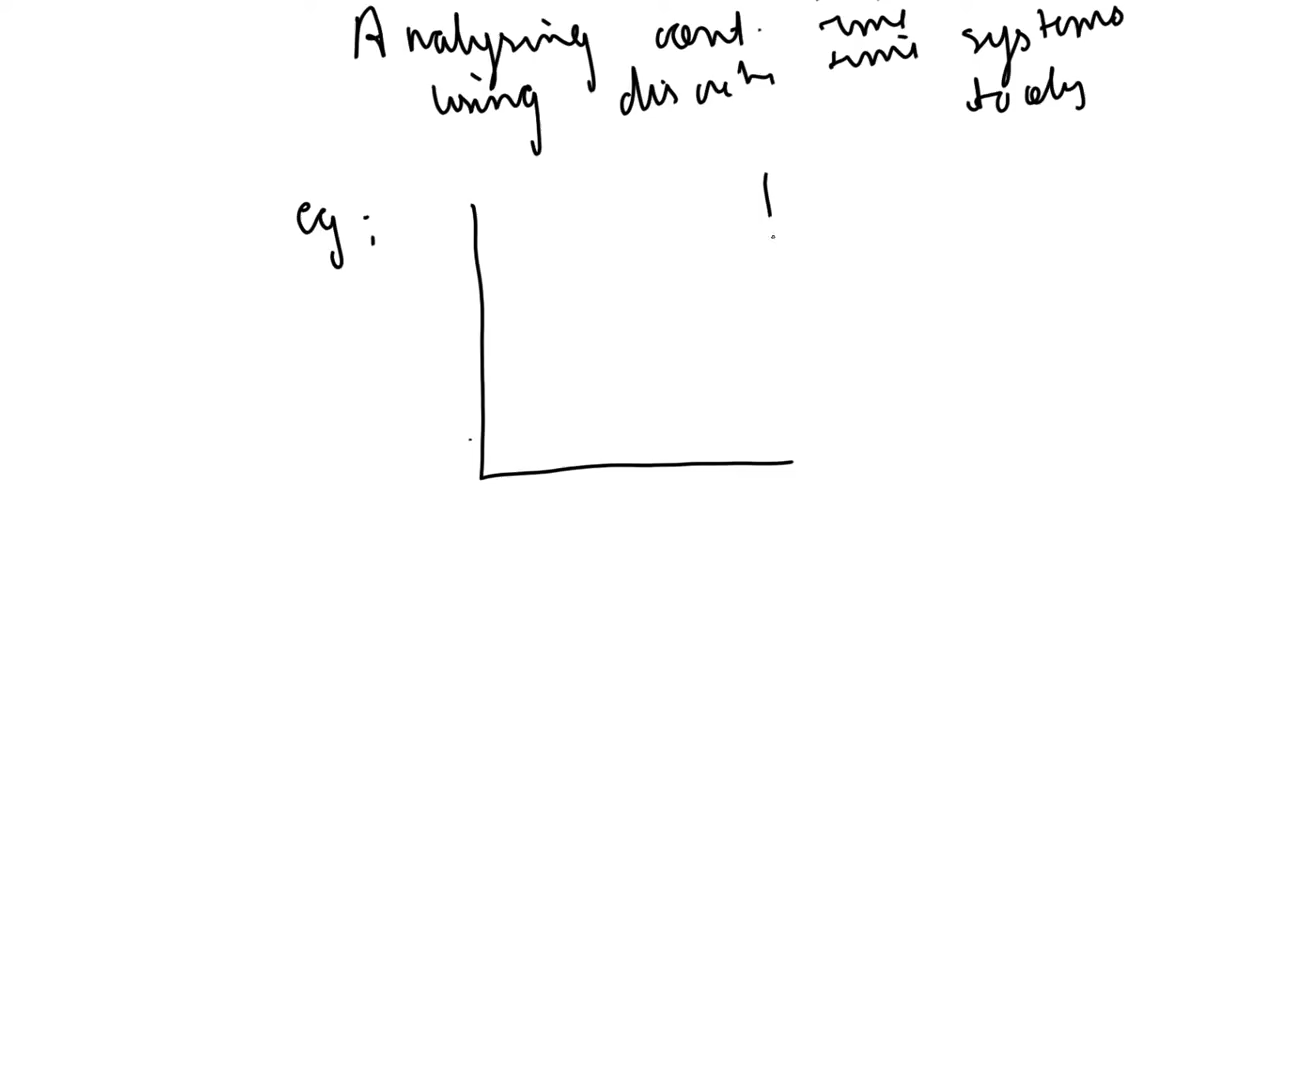 Analysing cont. time systems
using discrete time tools
eg: